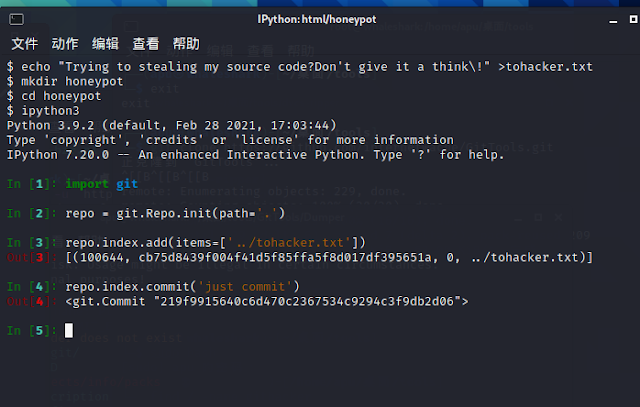 IPython:html/honeypot
文件 动作 编辑 查看 帮助
$ echo "Trying to stealing my source code?Don't give it a think\!" >tohacker.txt
$ mkdir honeypot
$ cd honeypot
$ ipython3
Python 3.9.2 (default, Feb 28 2021, 17:03:44)
Type 'copyright', 'credits' or 'license' for more information
IPython 7.20.0 -- An enhanced Interactive Python. Type '?' for help.
In [1]: import git
In [2]: repo = git.Repo.init(path='.')
In [3]: repo.index.add(items=['../tohacker.txt'])
Out[3]: [(100644, cb75d8439f004f41d5f85ffa5f8d017df395651a, 0, ../tohacker.txt)]
In [4]: repo.index.commit('just commit')
Out[4]: <git.Commit "219f9915640c6d470c2367534c9294c3f9db2d06">
In [5]: